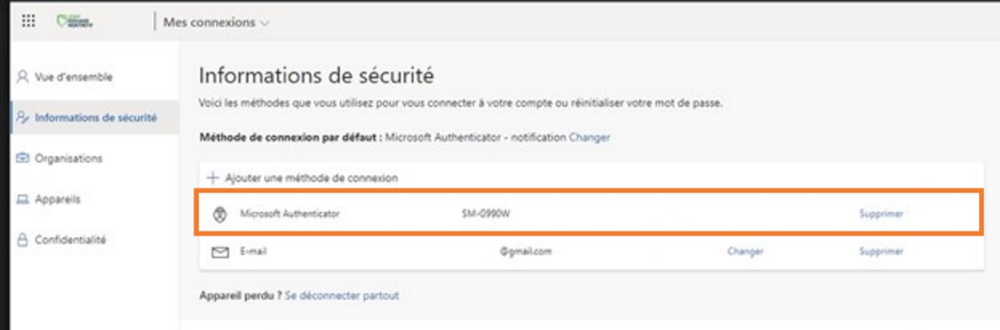 Mes connexions
Vue d'ensemble
Informations de sécurité
Organisations
Appareils
Confidentialité
Informations de sécurité
Voici les méthodes que vous utilisez pour vous connecter à votre compte ou réinitialiser votre mot de passe.
Méthode de connexion par défaut : Microsoft Authenticator - notification Changer
+ Ajouter une méthode de connexion
Microsoft Authenticator SM-G990W Supprimer
E-mail @gmail.com Changer Supprimer
Appareil perdu ? Se déconnecter partout